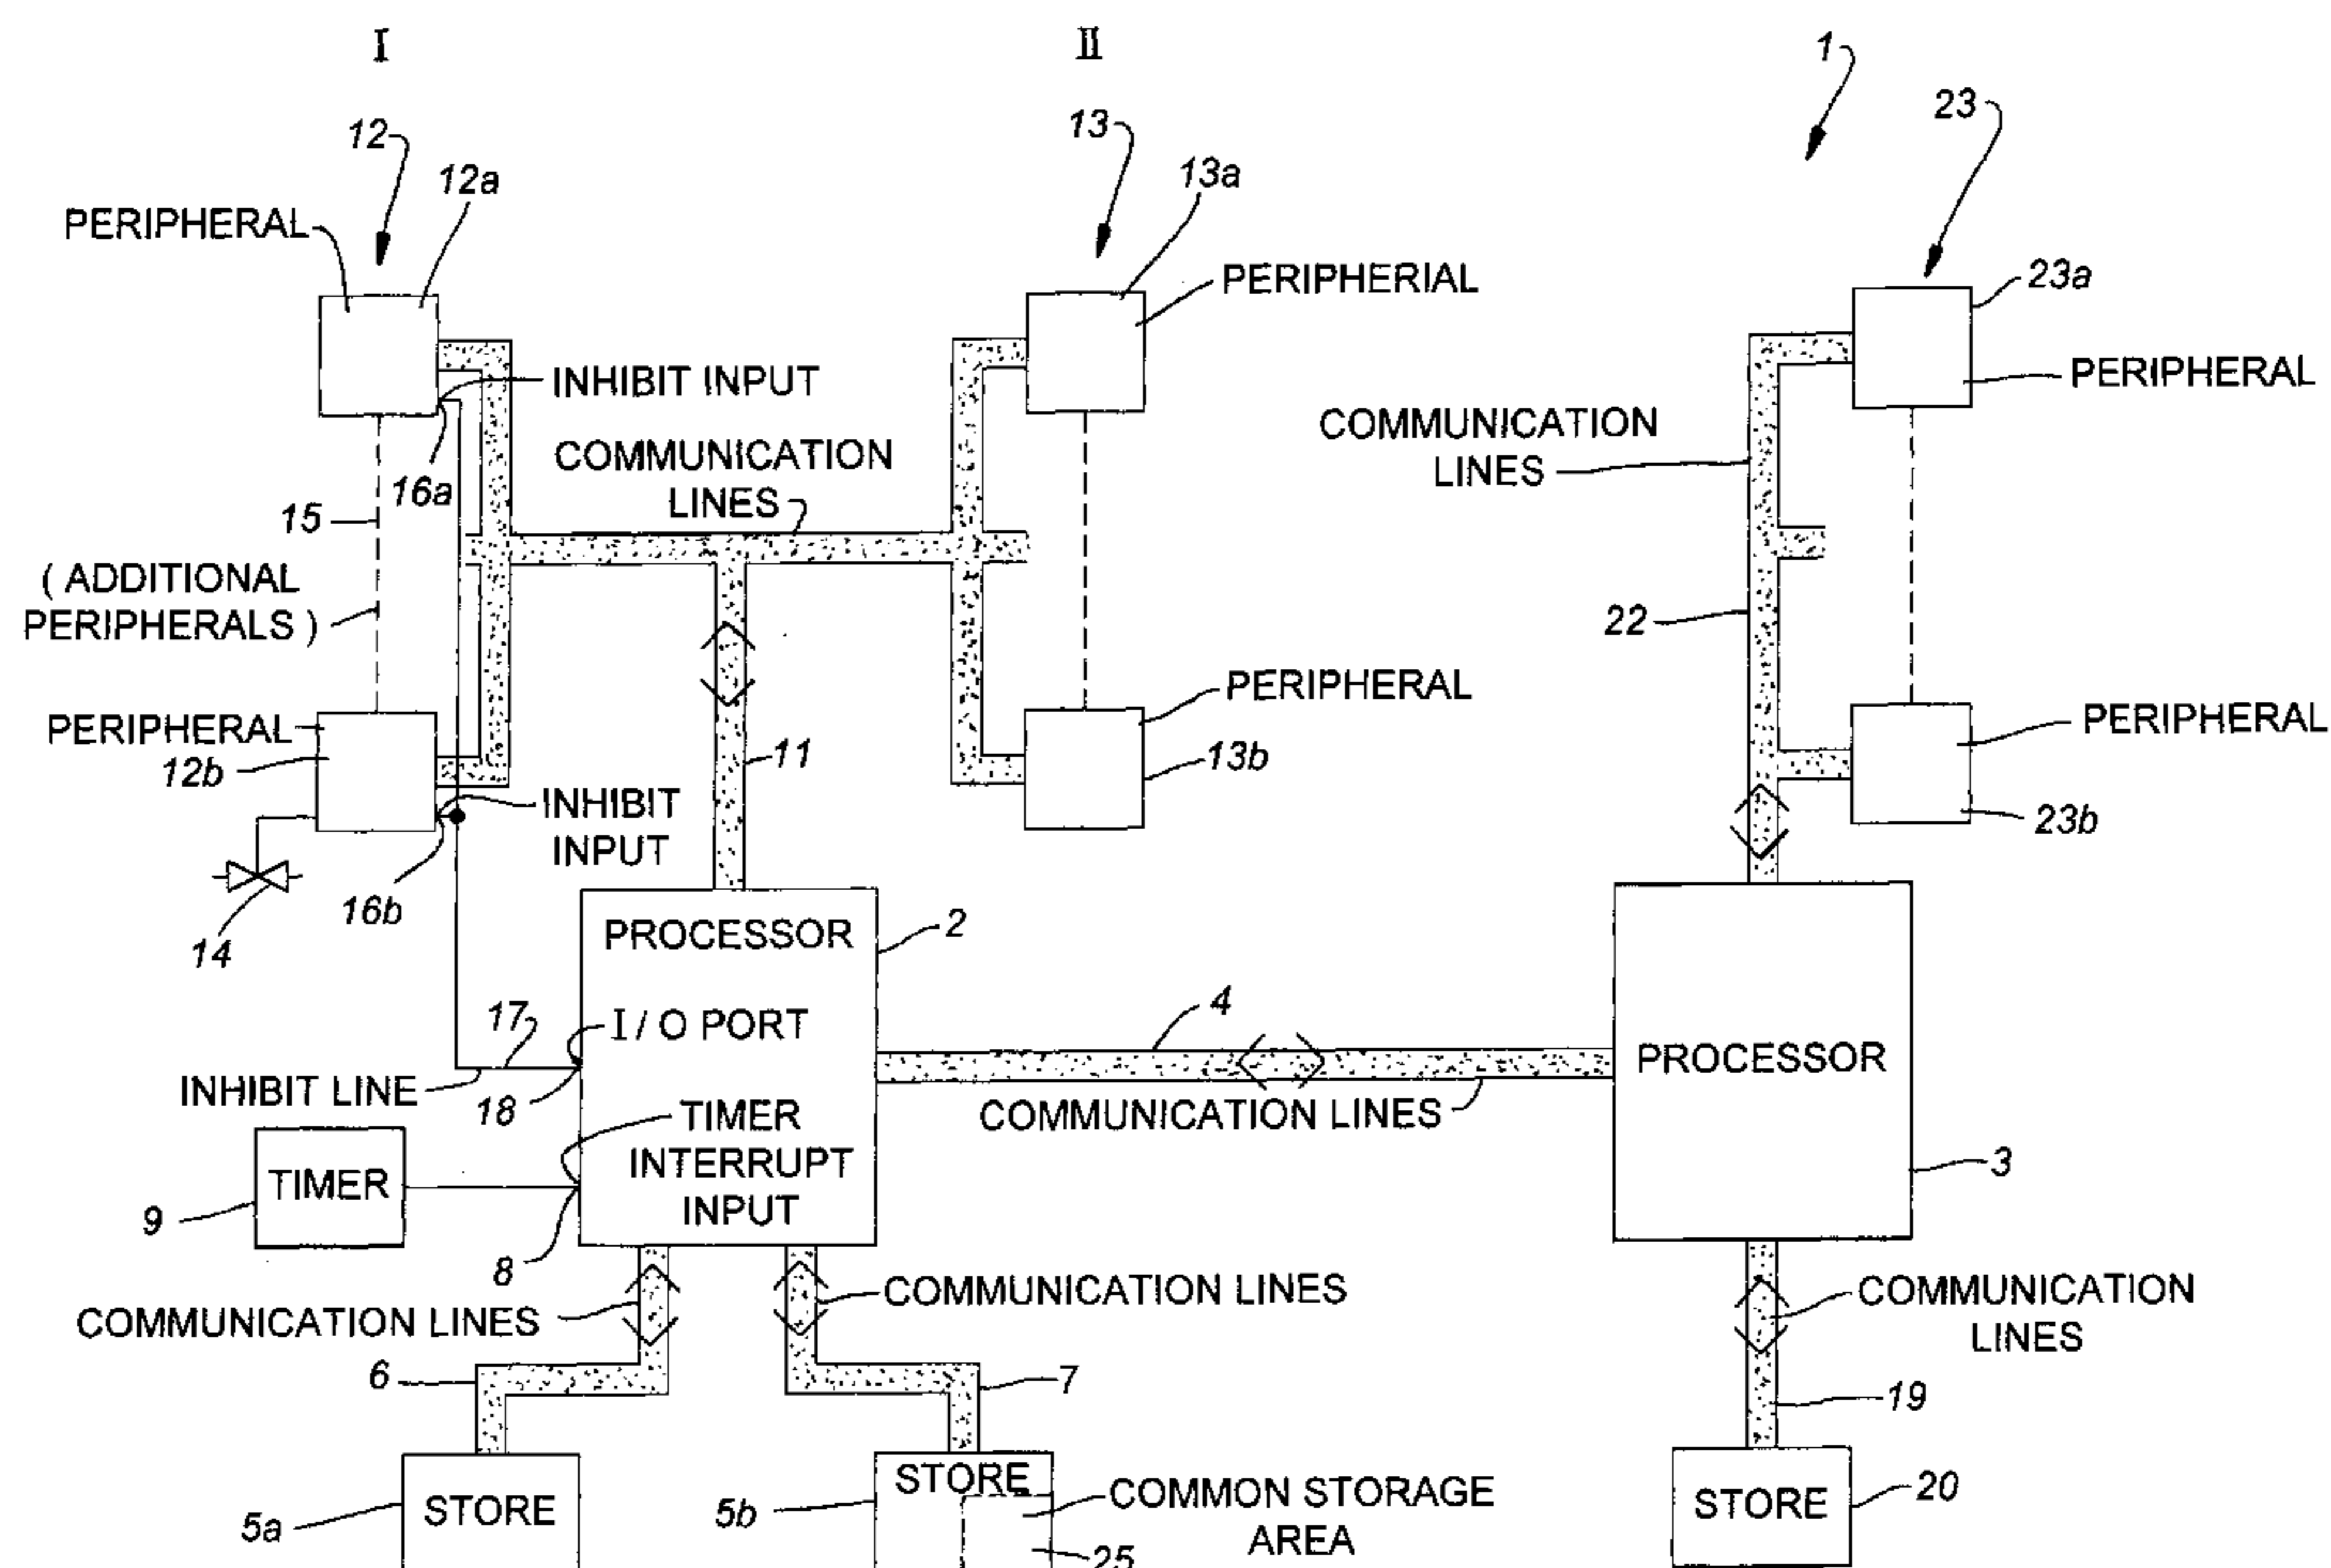 I
II
1
12
12a
PERIPHERAL
13
13a
PERIPHERIAL
23
23a
PERIPHERAL
INHIBIT INPUT
16a
COMMUNICATION
LINES
COMMUNICATION
LINES
15
( ADDITIONAL
PERIPHERALS )
22
PERIPHERAL
12b
11
PERIPHERAL
13b
PERIPHERAL
23b
INHIBIT
INPUT
16b
14
PROCESSOR
2
I / O PORT
17
INHIBIT LINE
18
4
COMMUNICATION LINES
PROCESSOR
3
TIMER
INTERRUPT
INPUT
TIMER
9
8
COMMUNICATION LINES
COMMUNICATION LINES
COMMUNICATION
LINES
6
7
19
STORE
5a
STORE
5b
COMMON STORAGE
AREA
25
STORE
20